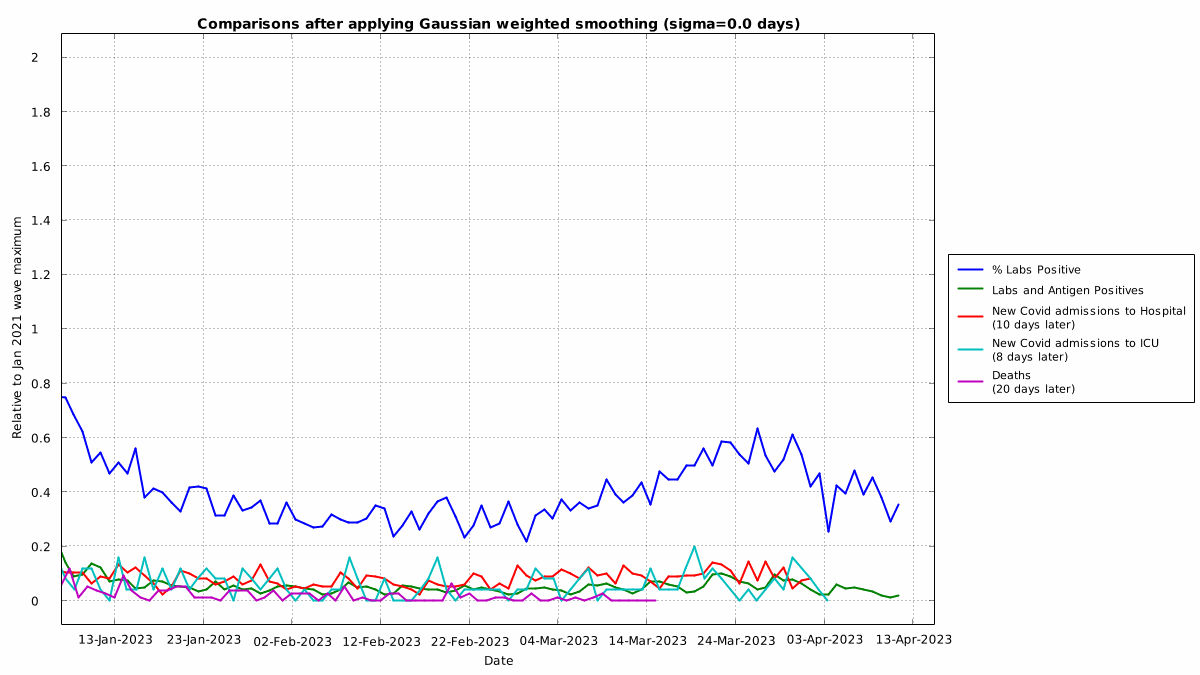 Comparisons after applying Gaussian weighted smoothing (sigma=0.0 days)
Relative to Jan 2021 wave maximum
2
1.8
1.6
1.4
1.2
1
0.8
0.6
0.4
0.2
0
13-Jan-2023 23-Jan-2023 02-Feb-2023 12-Feb-2023 22-Feb-2023 04-Mar-2023 14-Mar-2023 24-Mar-2023 03-Apr-2023 13-Apr-2023
Date
% Labs Positive
Labs and Antigen Positives
New Covid admissions to Hospital
(10 days later)
New Covid admissions to ICU
(8 days later)
Deaths
(20 days later)